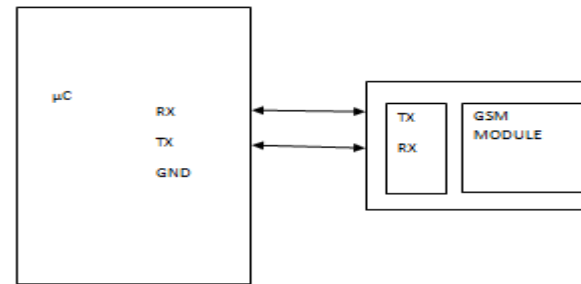 μC
RX
TX
GND
TX
RX
GSM
MODULE